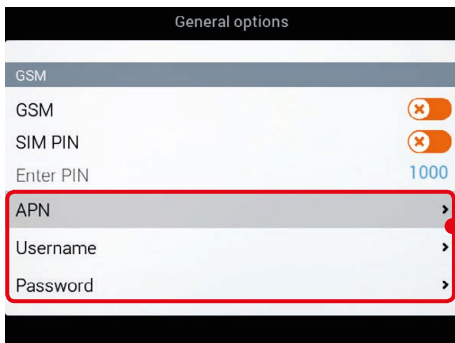 General options
GSM
GSM
SIM PIN
Enter PIN 1000
APN
Username
Password